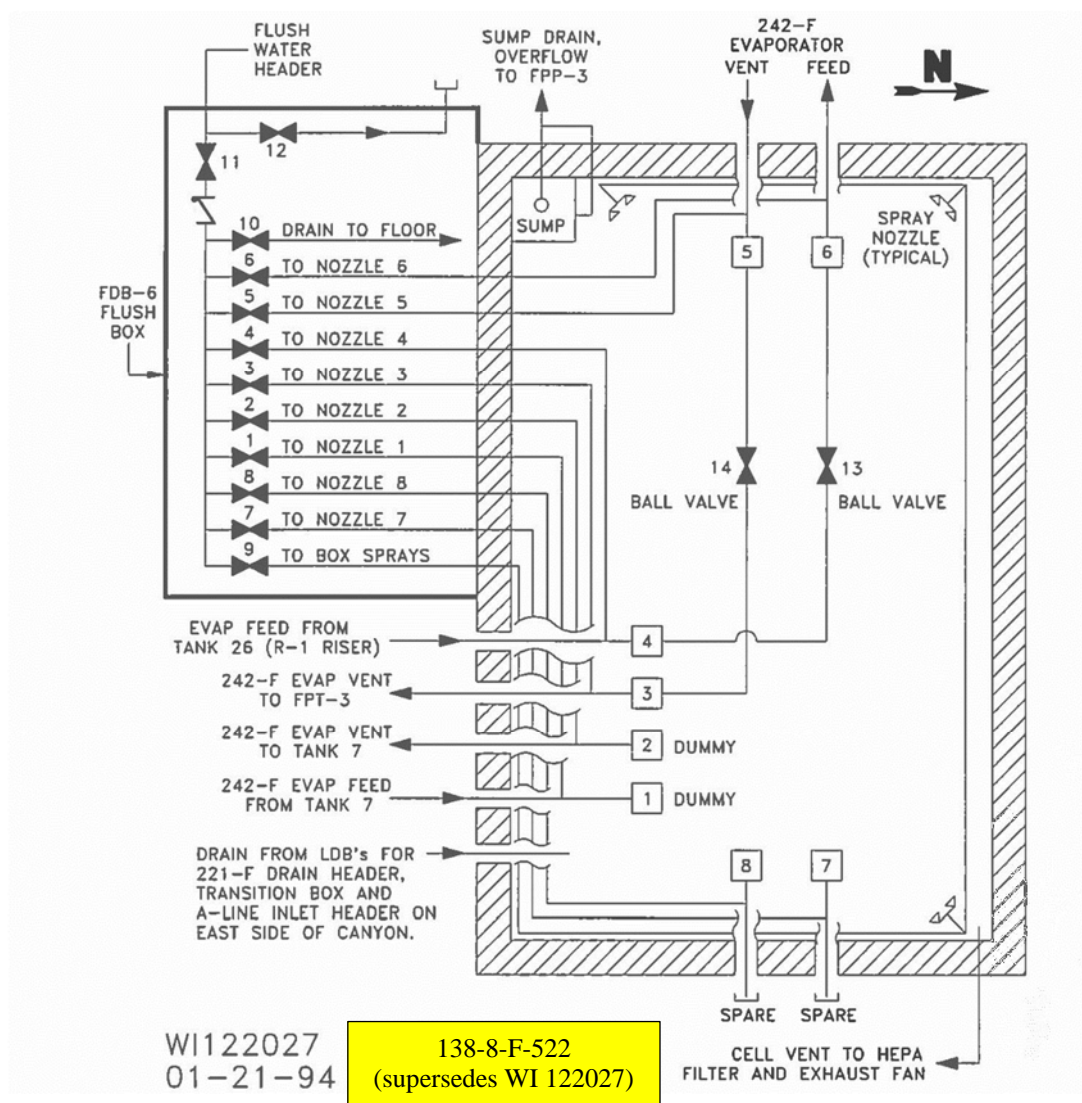 FLUSH
WATER
HEADER
SUMP DRAIN,
OVERFLOW
TO FPP-3
242-F
EVAPORATOR
VENT FEED
N
11
12
10 DRAIN TO FLOOR
6 TO NOZZLE 6
5 TO NOZZLE 5
4 TO NOZZLE 4
3 TO NOZZLE 3
2 TO NOZZLE 2
1 TO NOZZLE 1
8 TO NOZZLE 8
7 TO NOZZLE 7
9 TO BOX SPRAYS
FDB-6
FLUSH
BOX
SUMP
SPRAY
NOZZLE
(TYPICAL)
5
6
14
BALL VALVE
13
BALL VALVE
EVAP FEED FROM
TANK 26 (R-1 RISER)
4
242-F EVAP VENT
TO FPT-3
3
242-F EVAP VENT
TO TANK 7
2 DUMMY
242-F EVAP FEED
FROM TANK 7
1 DUMMY
DRAIN FROM LDB's FOR
221-F DRAIN HEADER,
TRANSITION BOX AND
A-LINE INLET HEADER ON
EAST SIDE OF CANYON.
8
7
SPARE SPARE
CELL VENT TO HEPA
FILTER AND EXHAUST FAN
WI122027
01-21-94
138-8-F-522
(supersedes WI 122027)